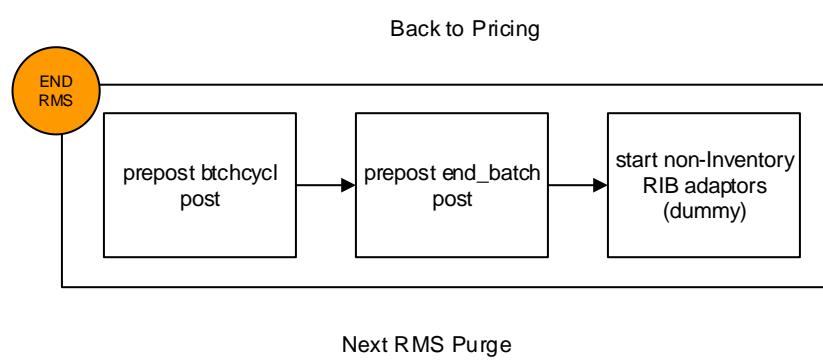 Back to Pricing
END
RMS
prepost btchcycl
post
prepost end_batch
post
start non-Inventory
RIB adaptors
(dummy)
Next RMS Purge